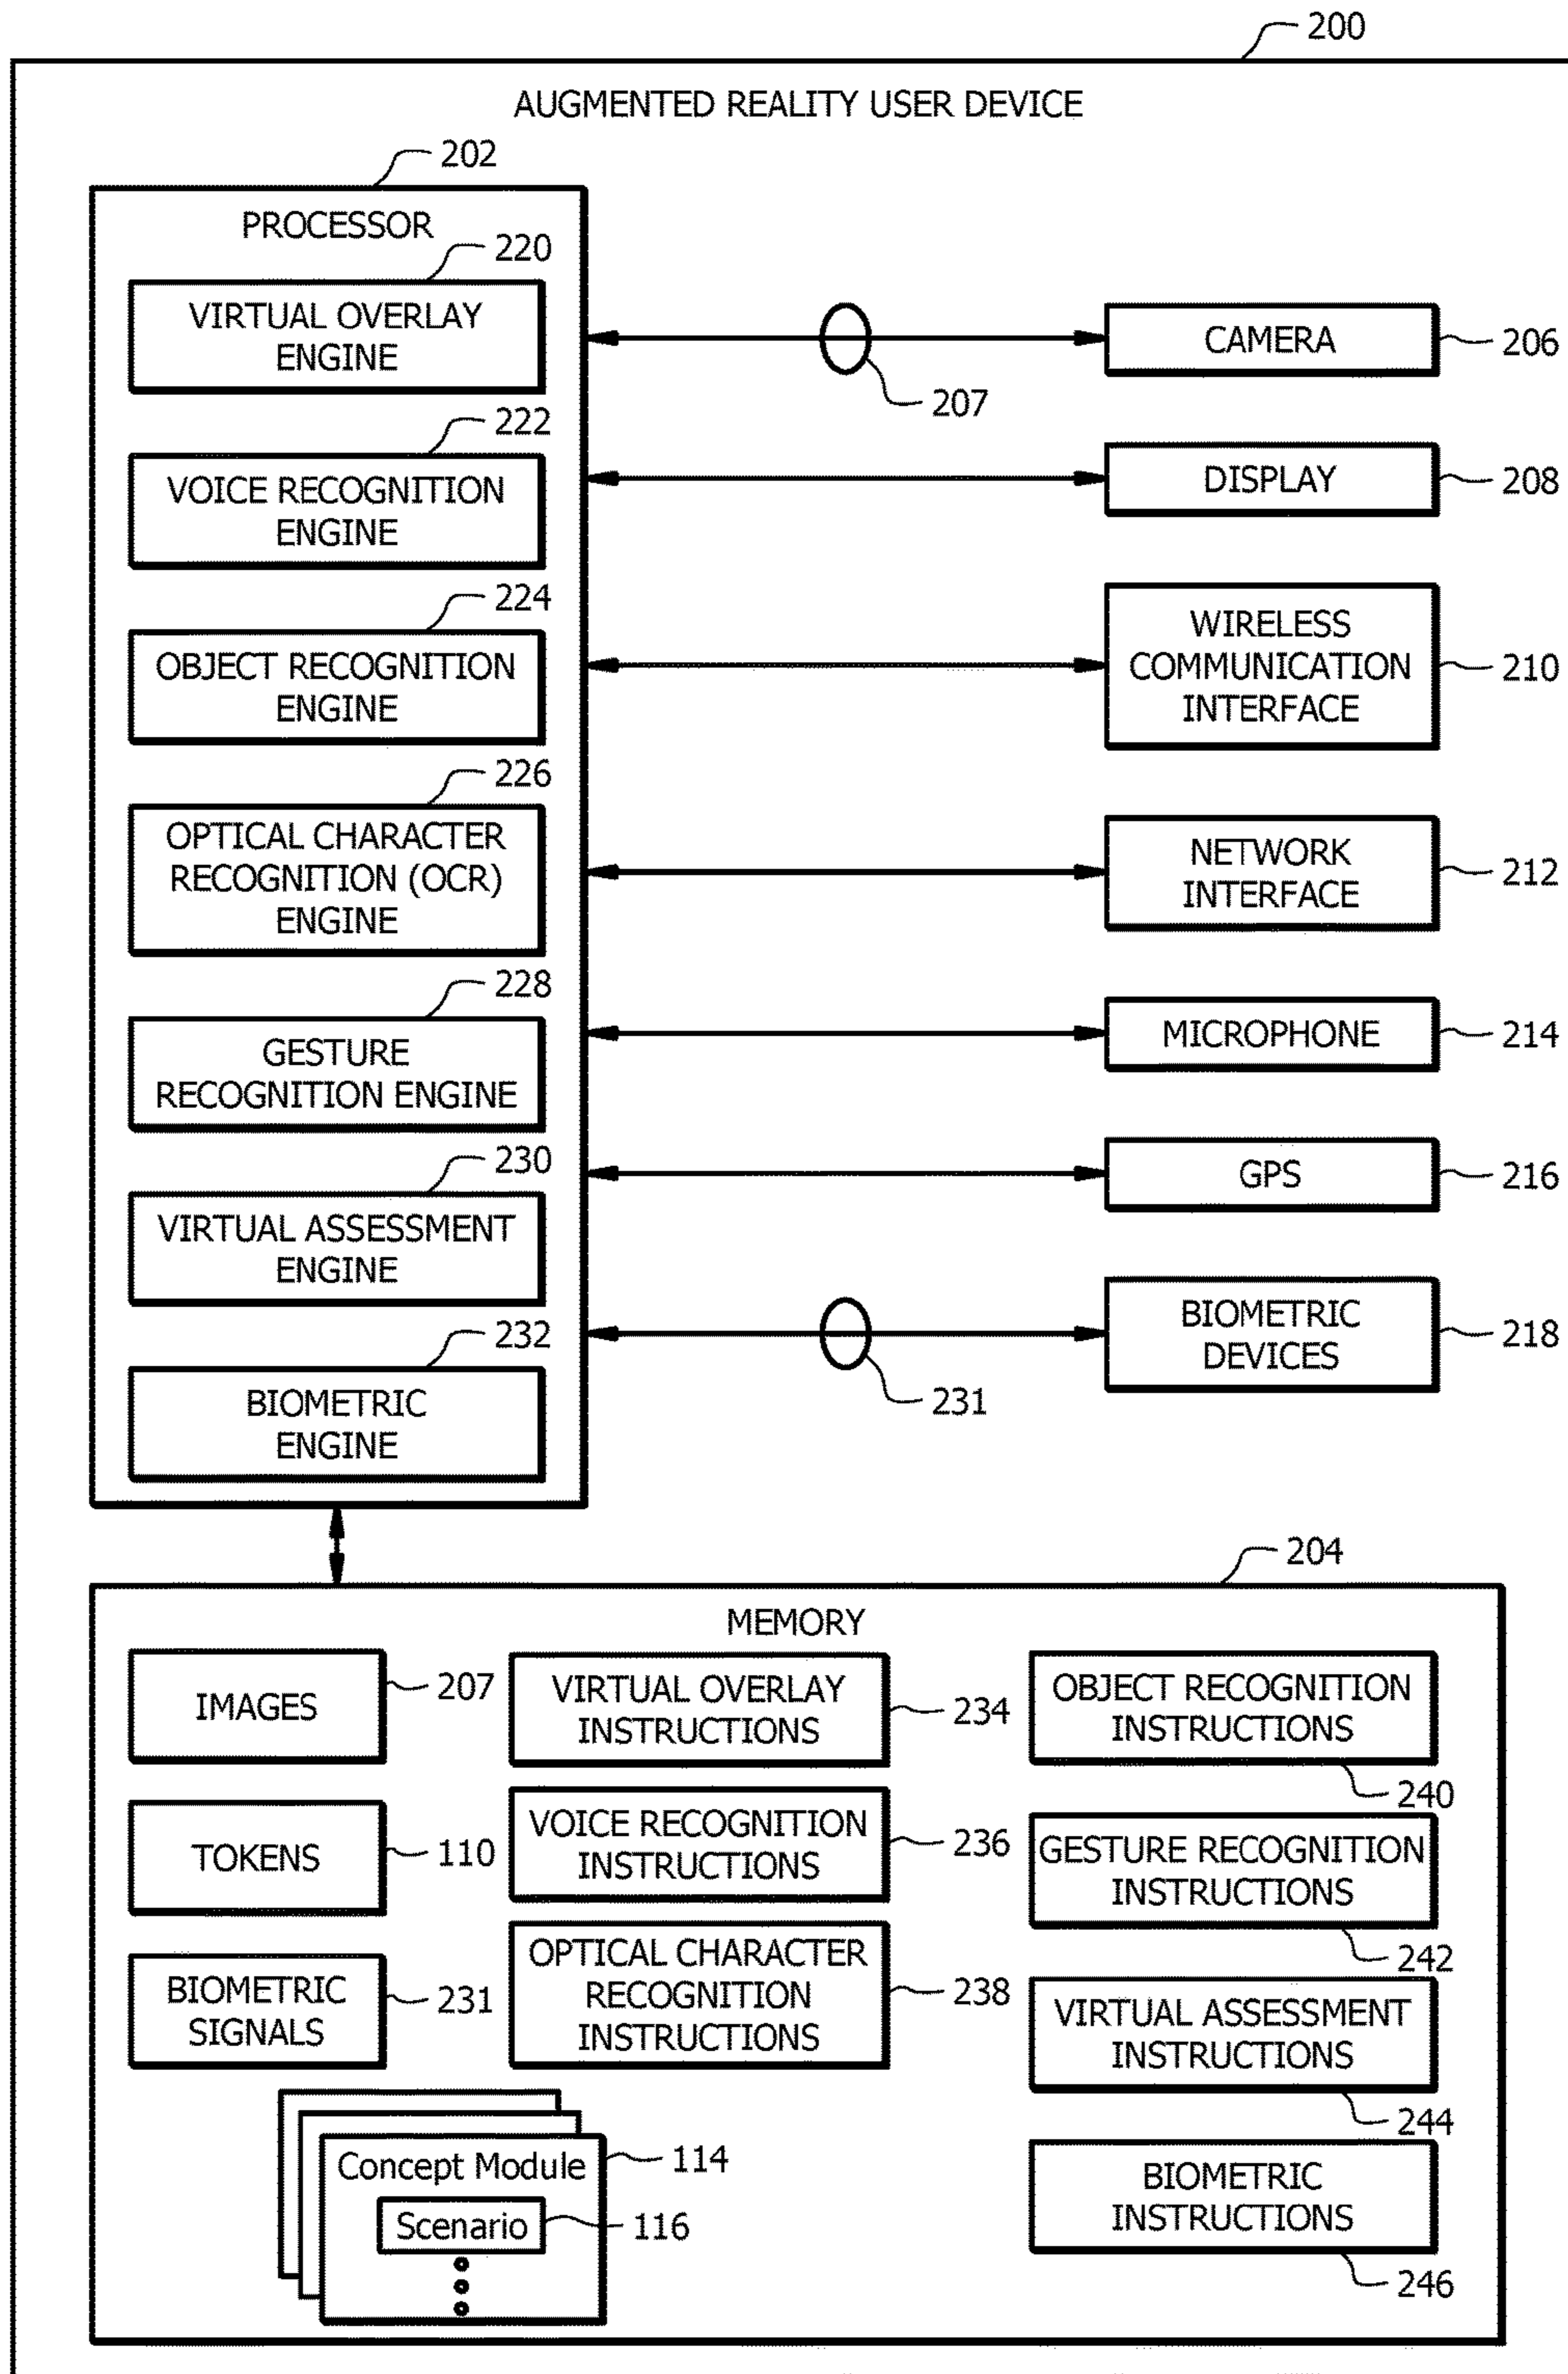 200
AUGMENTED REALITY USER DEVICE
202
PROCESSOR
220
VIRTUAL OVERLAY
ENGINE
222
VOICE RECOGNITION
ENGINE
224
OBJECT RECOGNITION
ENGINE
226
OPTICAL CHARACTER
RECOGNITION (OCR)
ENGINE
228
GESTURE
RECOGNITION ENGINE
230
VIRTUAL ASSESSMENT
ENGINE
232
BIOMETRIC
ENGINE
207
CAMERA
206
DISPLAY
208
WIRELESS
COMMUNICATION
INTERFACE
210
NETWORK
INTERFACE
212
MICROPHONE
214
GPS
216
BIOMETRIC
DEVICES
218
231
204
MEMORY
IMAGES
207
TOKENS
110
BIOMETRIC
SIGNALS
231
VIRTUAL OVERLAY
INSTRUCTIONS
234
VOICE RECOGNITION
INSTRUCTIONS
236
OPTICAL CHARACTER
RECOGNITION
INSTRUCTIONS
238
OBJECT RECOGNITION
INSTRUCTIONS
240
GESTURE RECOGNITION
INSTRUCTIONS
242
VIRTUAL ASSESSMENT
INSTRUCTIONS
244
BIOMETRIC
INSTRUCTIONS
246
Concept Module
114
Scenario
116